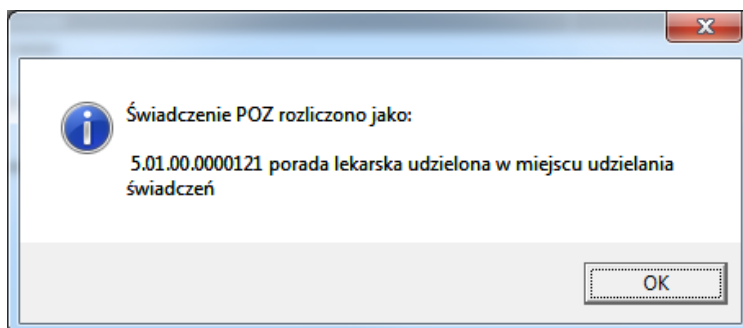 Świadczenie POZ rozliczono jako:
5.01.00.0000121 porada lekarska udzielona w miejscu udzielania
świadczeń
OK